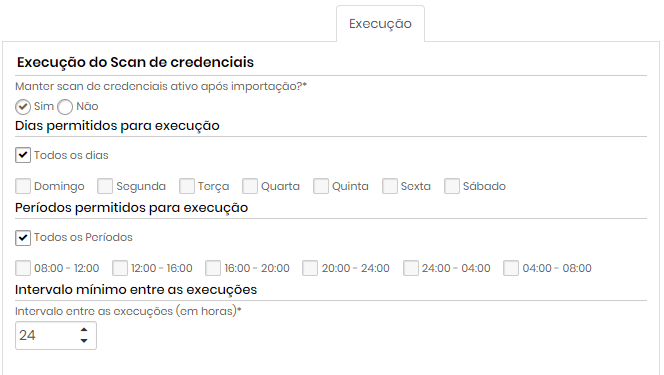 Execução
Execução do Scan de credenciais
Manter scan de credenciais ativo após importação?*
Sim Não
Dias permitidos para execução
Todos os dias
Domingo Segunda Terça Quarta Quinta Sexta Sábado
Períodos permitidos para execução
Todos os Períodos
08:00 - 12:00 12:00 - 16:00 16:00 - 20:00 20:00 - 24:00 24:00 - 04:00 04:00 - 08:00
Intervalo mínimo entre as execuções
Intervalo entre as execuções (em horas)*
24